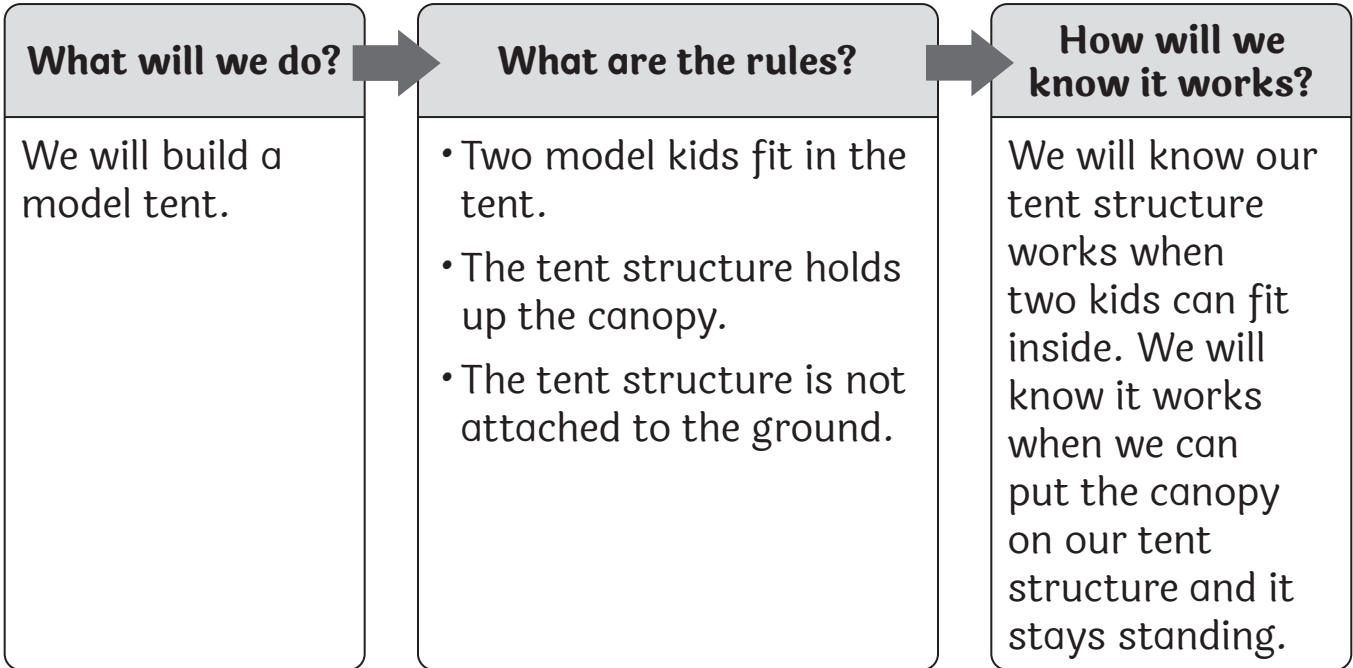 What will we do?
We will build a
model tent.
What are the rules?
• Two model kids fit in the
tent.
• The tent structure holds
up the canopy.
• The tent structure is not
attached to the ground.
How will we
know it works?
We will know our
tent structure
works when
two kids can fit
inside. We will
know it works
when we can
put the canopy
on our tent
structure and it
stays standing.